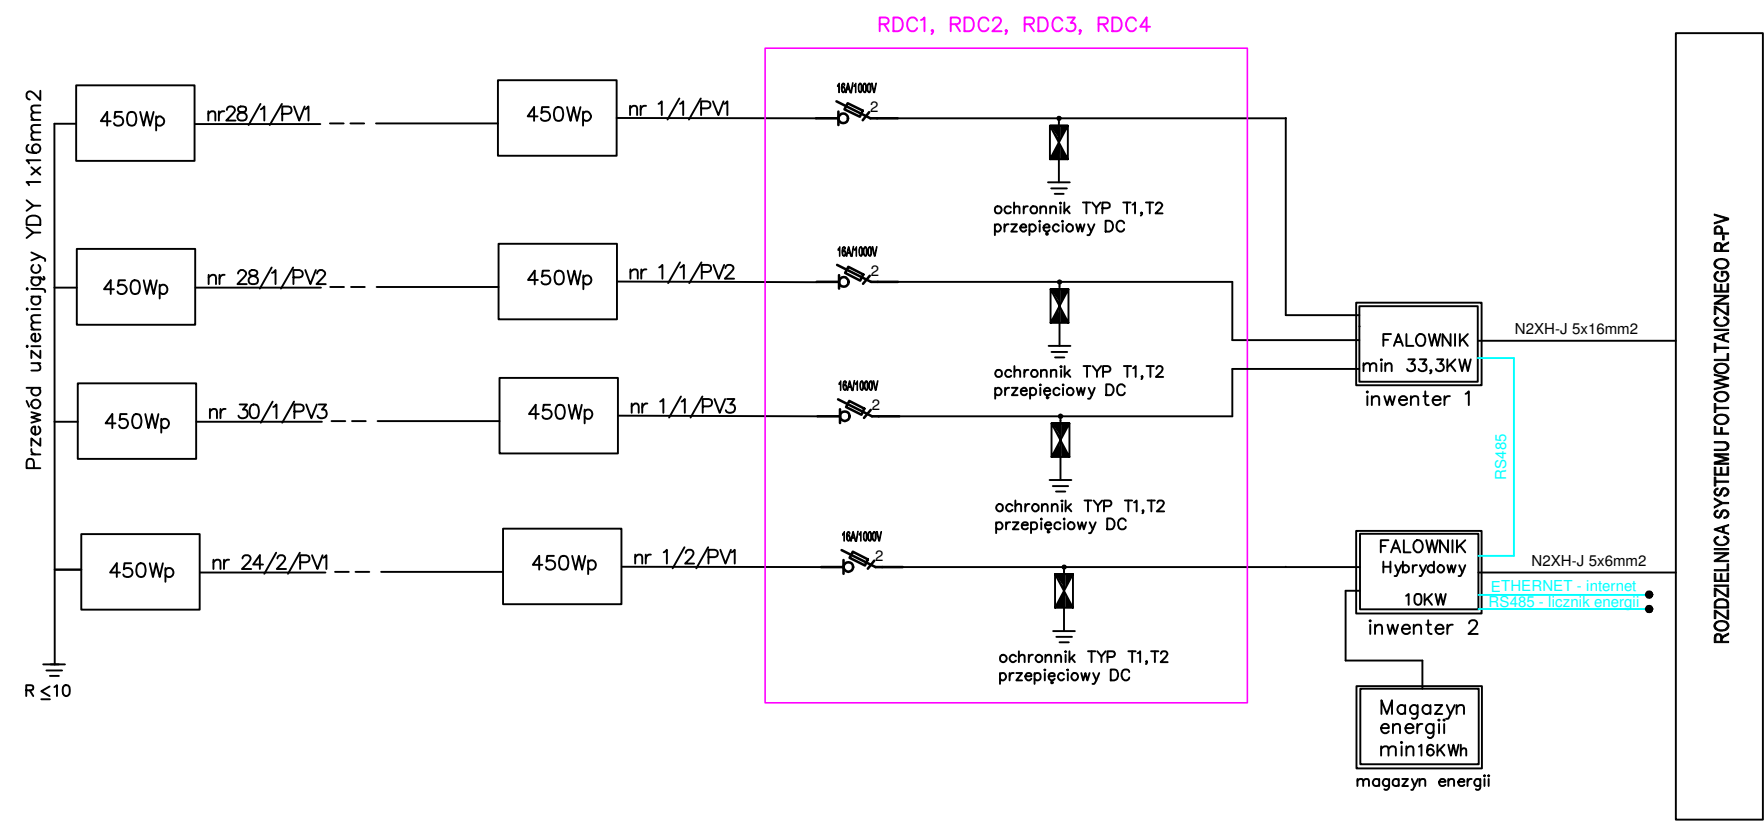 RDC1, RDC2, RDC3, RDC4
Przewód uziemiający YDY 1x16mm2
450Wp
nr28/1/PV1
450Wp
nr 1/1/PV1
16A/1000V
2
ochronnik TYP T1,T2
przepięciowy DC
450Wp
nr 28/1/PV2
450Wp
nr 1/1/PV2
16A/1000V
2
ochronnik TYP T1,T2
przepięciowy DC
450Wp
nr 30/1/PV3
450Wp
nr 1/1/PV3
16A/1000V
2
ochronnik TYP T1,T2
przepięciowy DC
450Wp
nr 24/2/PV1
450Wp
nr 1/2/PV1
16A/1000V
2
ochronnik TYP T1,T2
przepięciowy DC
R ≤10
FALOWNIK
min 33,3KW
inwenter 1
N2XH-J 5x16mm2
RS485
FALOWNIK
Hybrydowy
10KW
inwenter 2
N2XH-J 5x6mm2
ETHERNET - internet
RS485 - licznik energii
Magazyn
energii
min16KWh
magazyn energii
ROZDZIELNICA SYSTEMU FOTOWOLTAICZNEGO R-PV